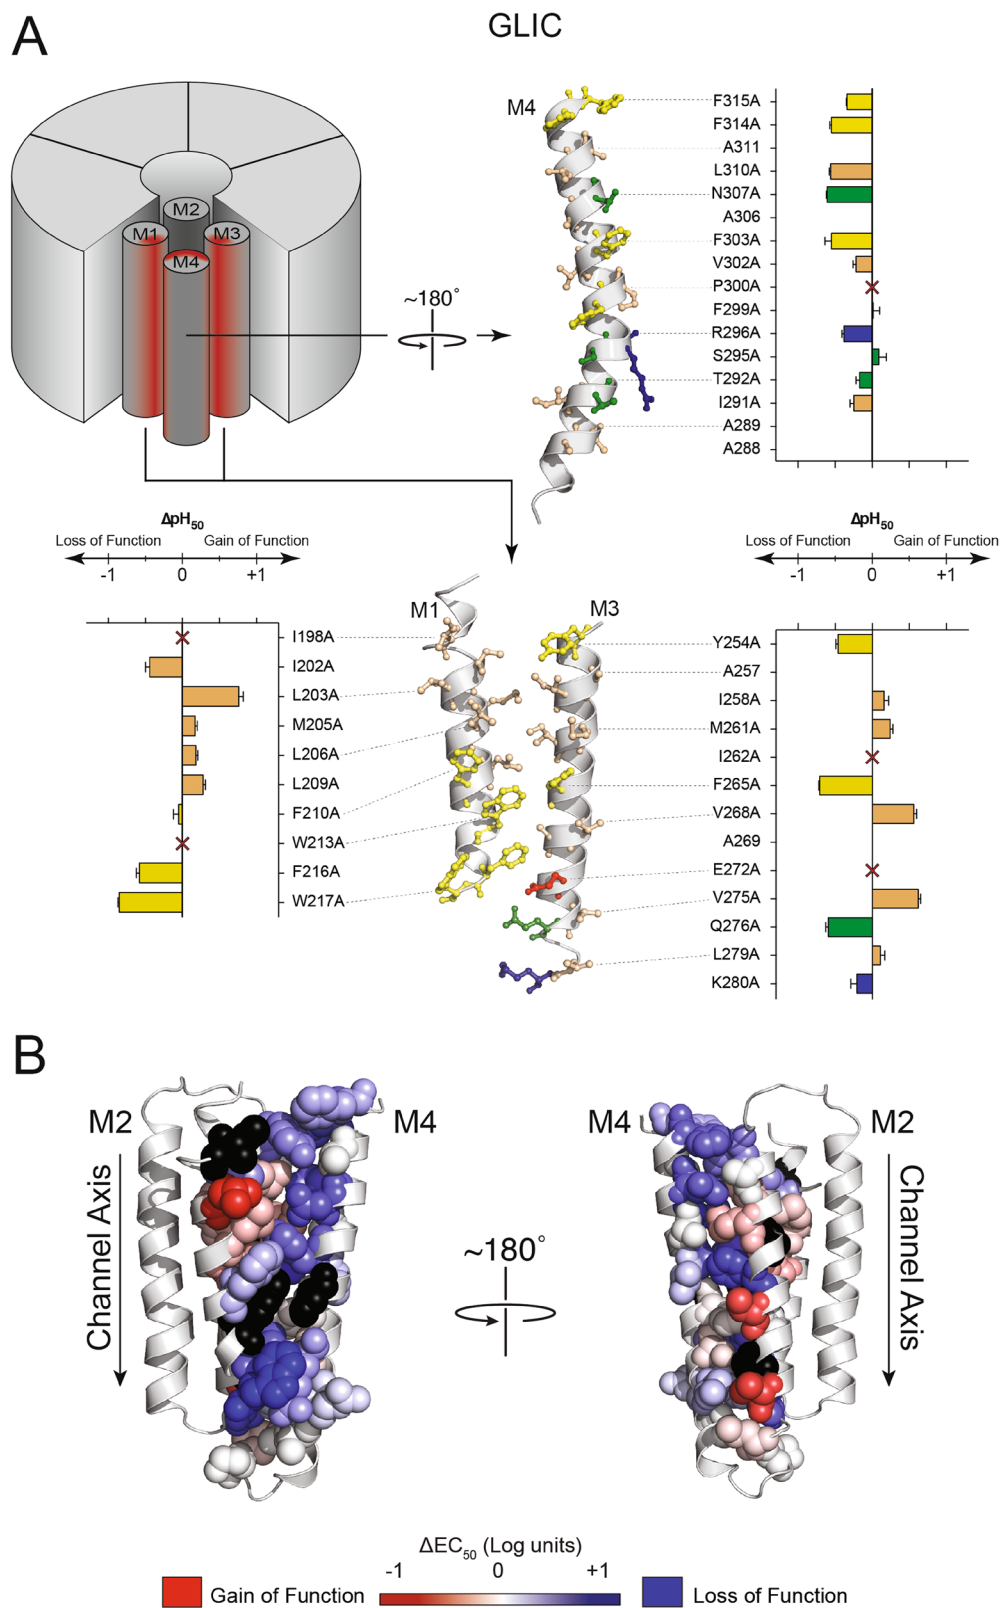 A
GLIC
M2
M1
M3
M4
~180°
M4
F315A
F314A
A311
L310A
N307A
A306
F303A
V302A
P300A
F299A
R296A
S295A
T292A
I291A
A289
A288
ΔpH50
Loss of Function
Gain of Function
-1
0
+1
ΔpH50
Loss of Function
Gain of Function
-1
0
+1
M1
M3
I198A
I202A
L203A
M205A
L206A
L209A
F210A
W213A
F216A
W217A
Y254A
A257
I258A
M261A
I262A
F265A
V268A
A269
E272A
V275A
Q276A
L279A
K280A
B
M2
M4
Channel Axis
~180°
M4
M2
Channel Axis
ΔEC50 (Log units)
-1
0
+1
Gain of Function
Loss of Function